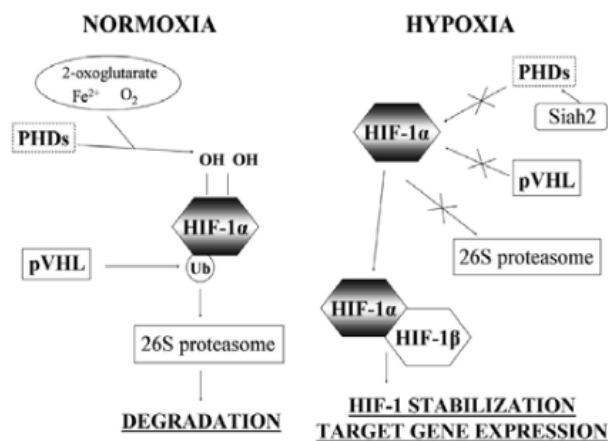 NORMOXIA
2-oxoglutarate
Fe²⁺ O₂
PHDs
OH OH
HIF-1α
pVHL
Ub
26S proteasome
DEGRADATION
HYPOXIA
PHDs
Siah2
HIF-1α
pVHL
26S proteasome
HIF-1α
HIF-1β
HIF-1 STABILIZATION
TARGET GENE EXPRESSION